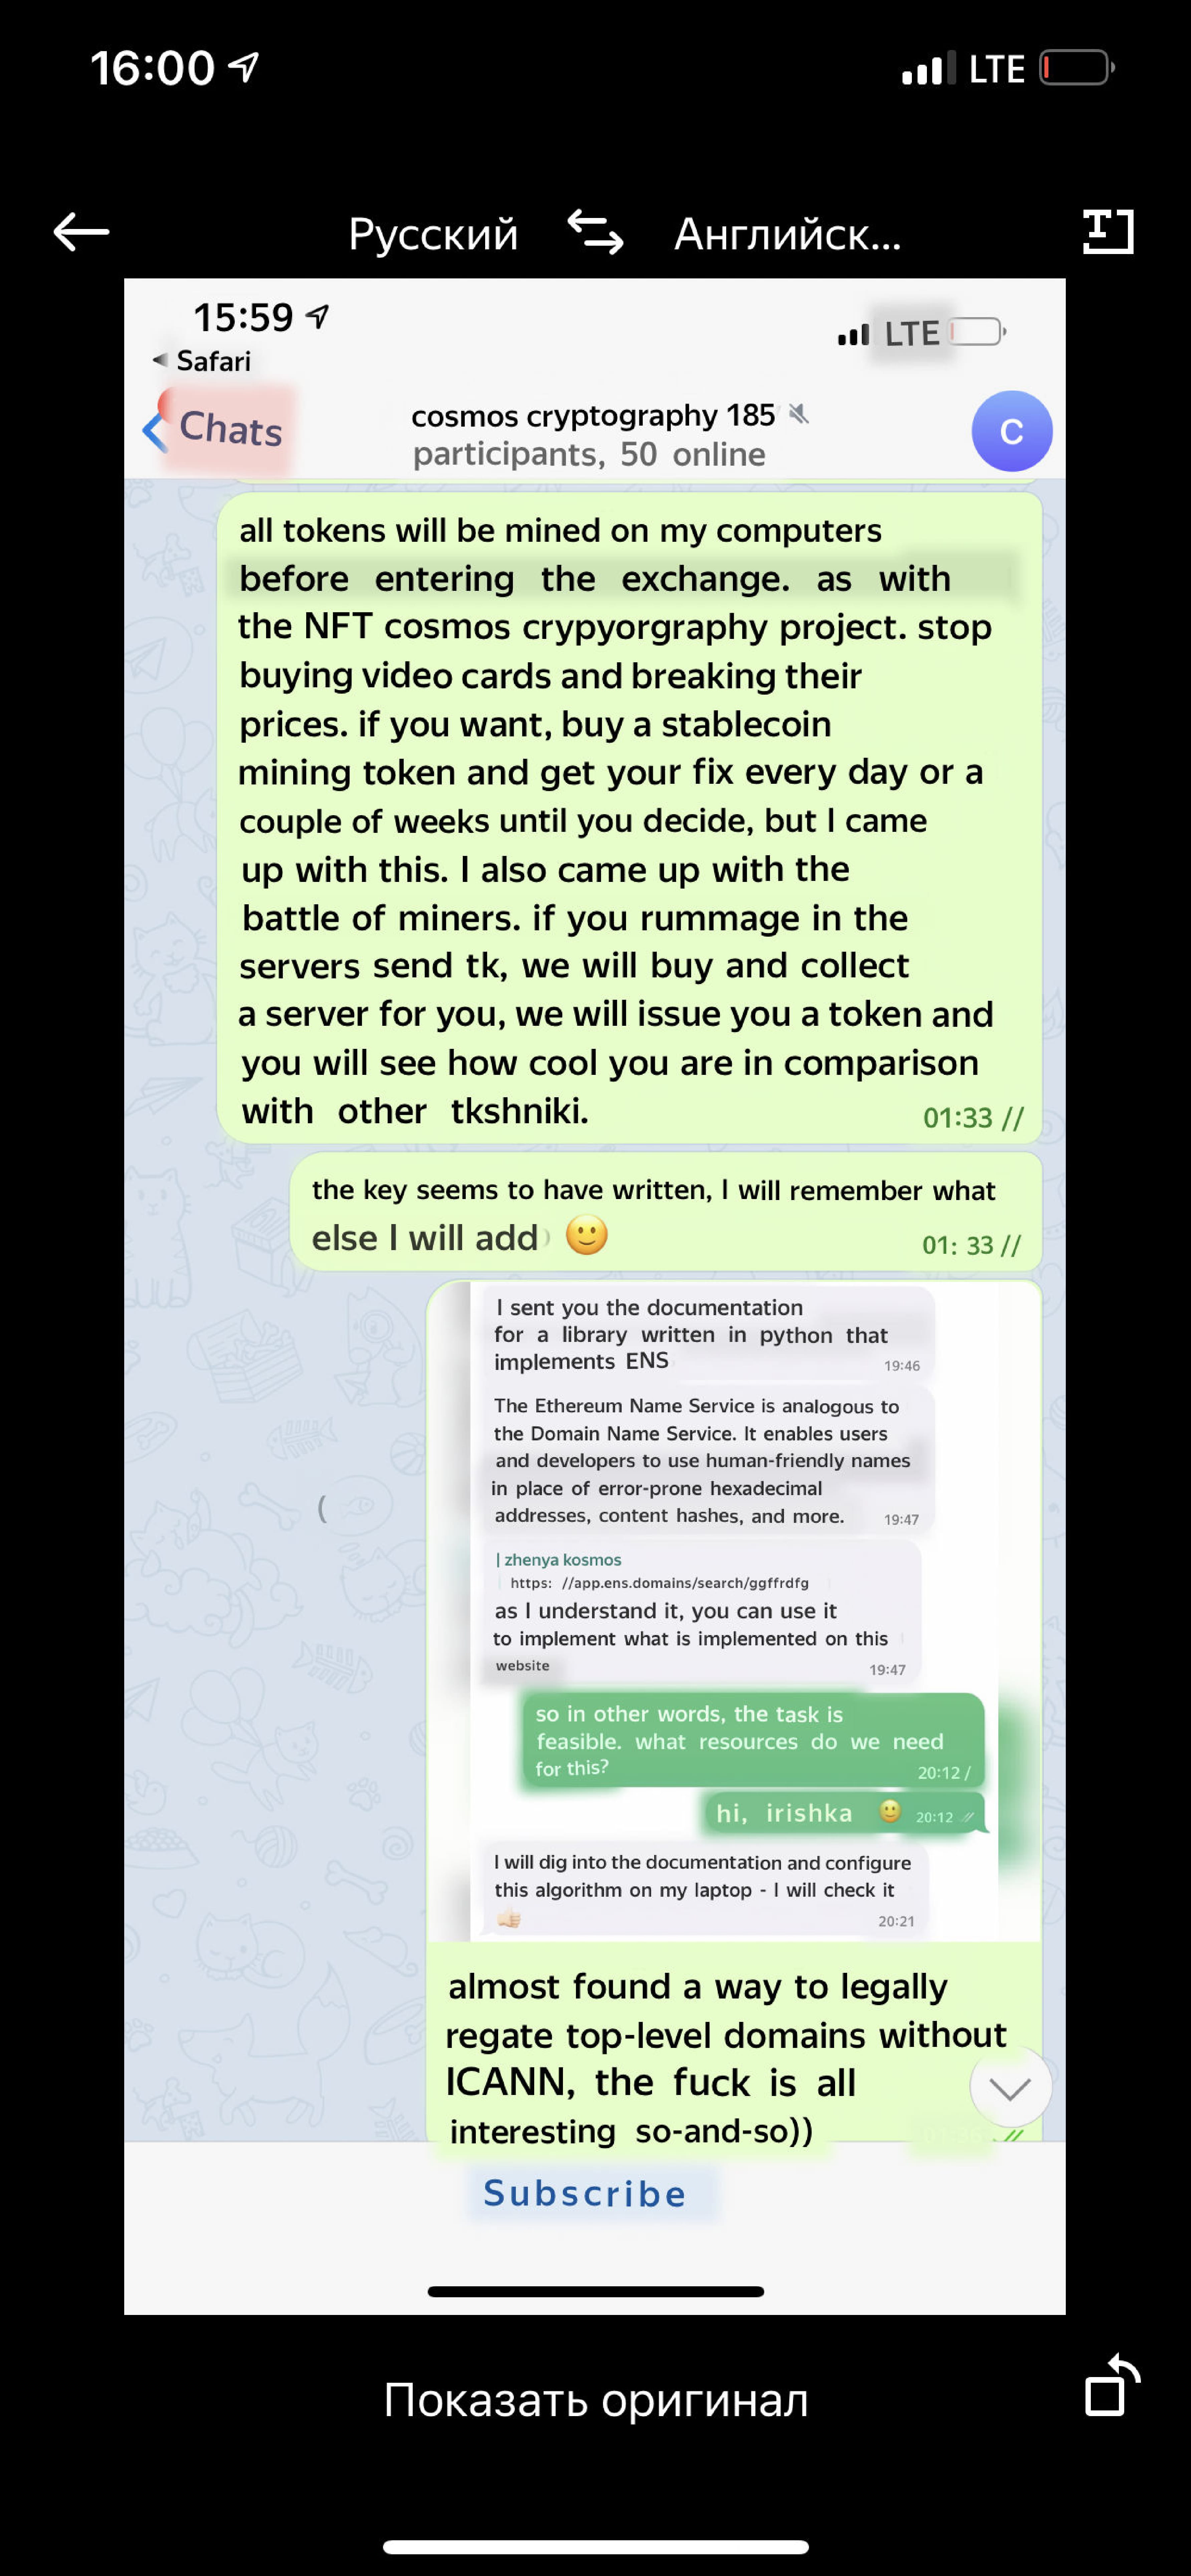 16:00
LTE
Русский
Английск...
15:59
LTE
Safari
Chats
cosmos cryptography 185
participants, 50 online
C
all tokens will be mined on my computers
before entering the exchange. as with
the NFT cosmos crypyorgraphy project. stop
buying video cards and breaking their
prices. if you want, buy a stablecoin
mining token and get your fix every day or a
couple of weeks until you decide, but I came
up with this. I also came up with the
battle of miners. if you rummage in the
servers send tk, we will buy and collect
a server for you, we will issue you a token and
you will see how cool you are in comparison
with other tkshniki.
01:33 //
the key seems to have written, I will remember what
else I will add 🙂
01: 33 //
I sent you the documentation
for a library written in python that
implements ENS
19:46
The Ethereum Name Service is analogous to
the Domain Name Service. It enables users
and developers to use human-friendly names
in place of error-prone hexadecimal
addresses, content hashes, and more.
19:47
(
| zhenya kosmos
https: //app.ens.domains/search/ggffrdfg
as I understand it, you can use it
to implement what is implemented on this
website
19:47
so in other words, the task is
feasible. what resources do we need
for this?
20:12 /
hi, irishka 🙂
20:12 //
I will dig into the documentation and configure
this algorithm on my laptop - I will check it
👍
20:21
almost found a way to legally
regate top-level domains without
ICANN, the fuck is all
interesting so-and-so))
Subscribe
Показать оригинал